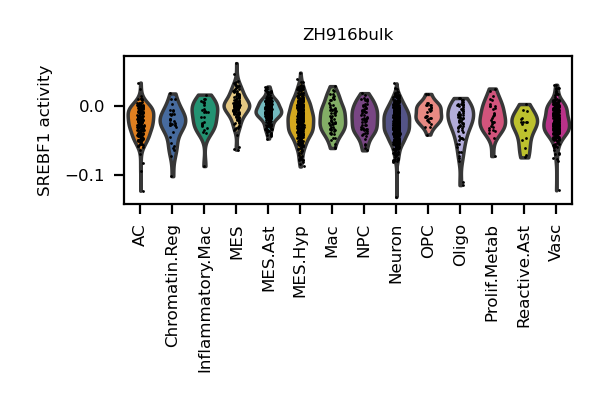 ZH916bulk
SREBF1 activity
0.0
−0.1
AC
Chromatin.Reg
Inflammatory.Mac
MES
MES.Ast
MES.Hyp
Mac
NPC
Neuron
OPC
Oligo
Prolif.Metab
Reactive.Ast
Vasc